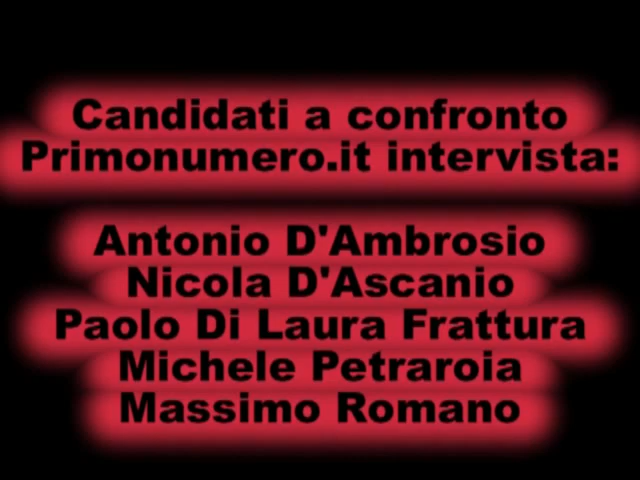 Candidati a confronto
Primonumero.it intervista:
Antonio D'Ambrosio
Nicola D'Ascanio
Paolo Di Laura Frattura
Michele Petraroia
Massimo Romano